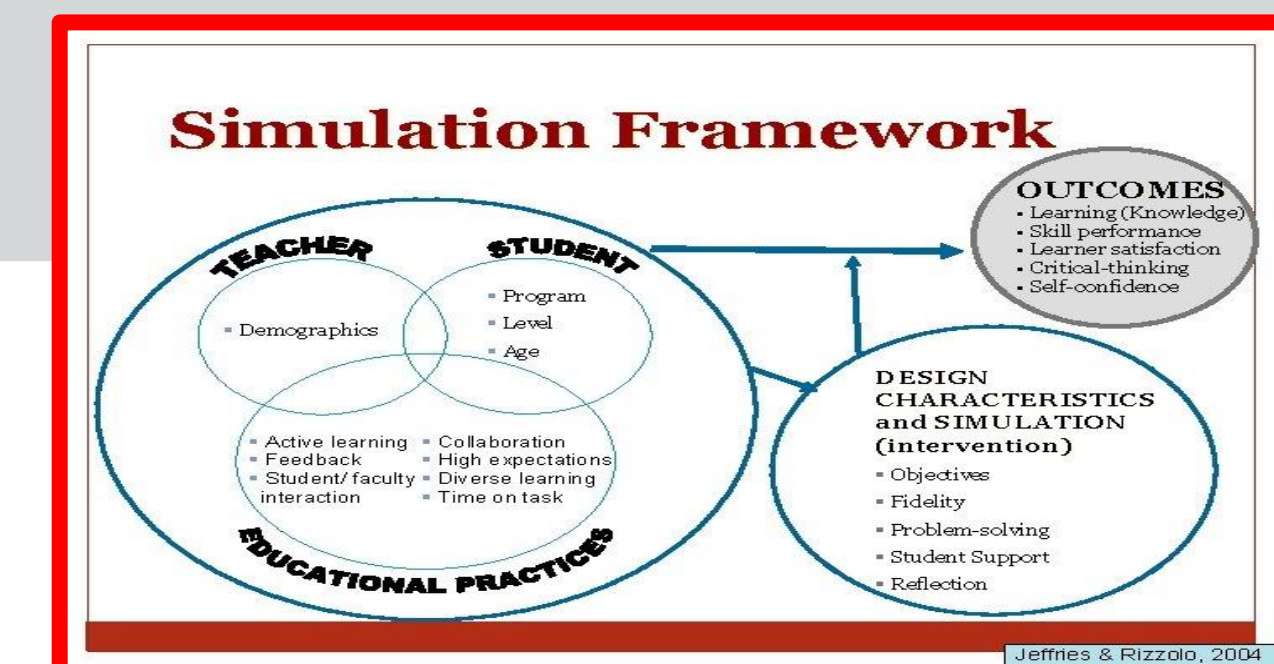 Simulation Framework
OUTCOMES
▪ Learning (Knowledge)
▪ Skill performance
▪ Learner satisfaction
▪ Critical-thinking
▪ Self-confidence
TEACHER
STUDENT
▪ Demographics
▪ Program
▪ Level
▪ Age
▪ Active learning
▪ Feedback
▪ Student/ faculty
interaction
▪ Collaboration
▪ High expectations
▪ Diverse learning
▪ Time on task
EDUCATIONAL PRACTICES
DESIGN
CHARACTERISTICS
and SIMULATION
(intervention)
▪ Objectives
▪ Fidelity
▪ Problem-solving
▪ Student Support
▪ Reflection
Jeffries & Rizzolo, 2004